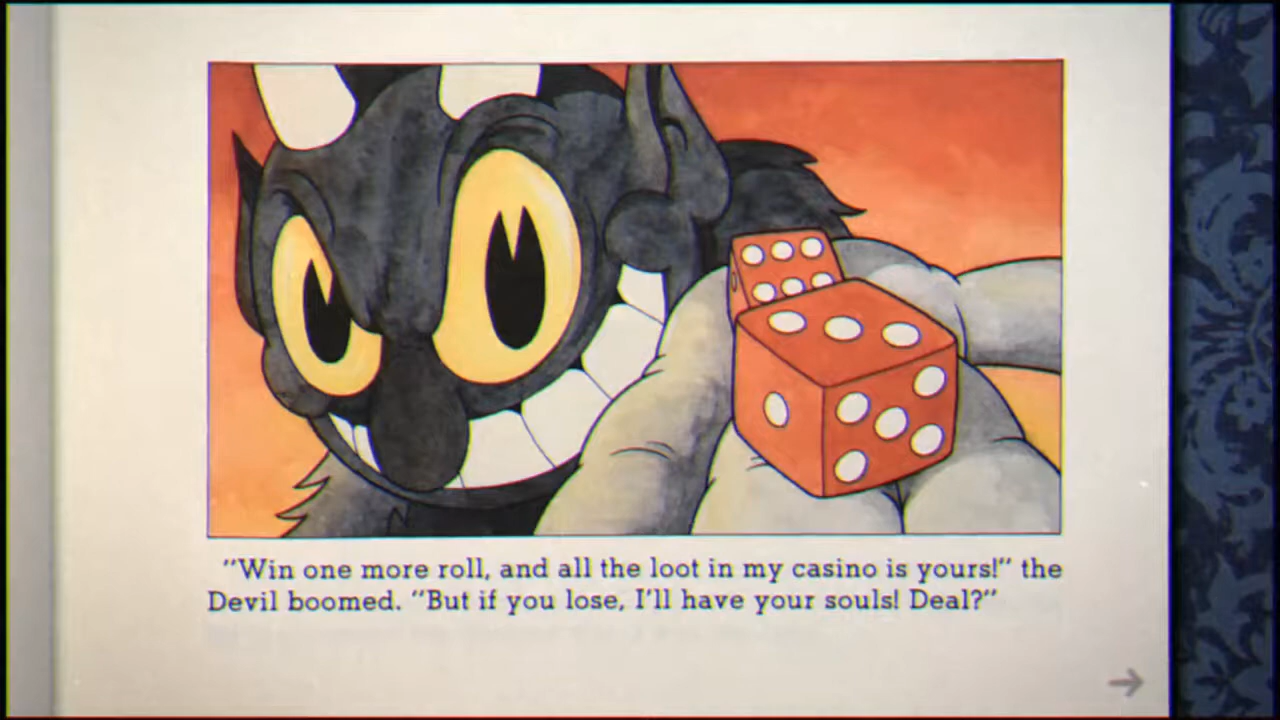 "Win one more roll, and all the loot in my casino is yours!" the
Devil boomed. "But if you lose, I'll have your souls! Deal?"